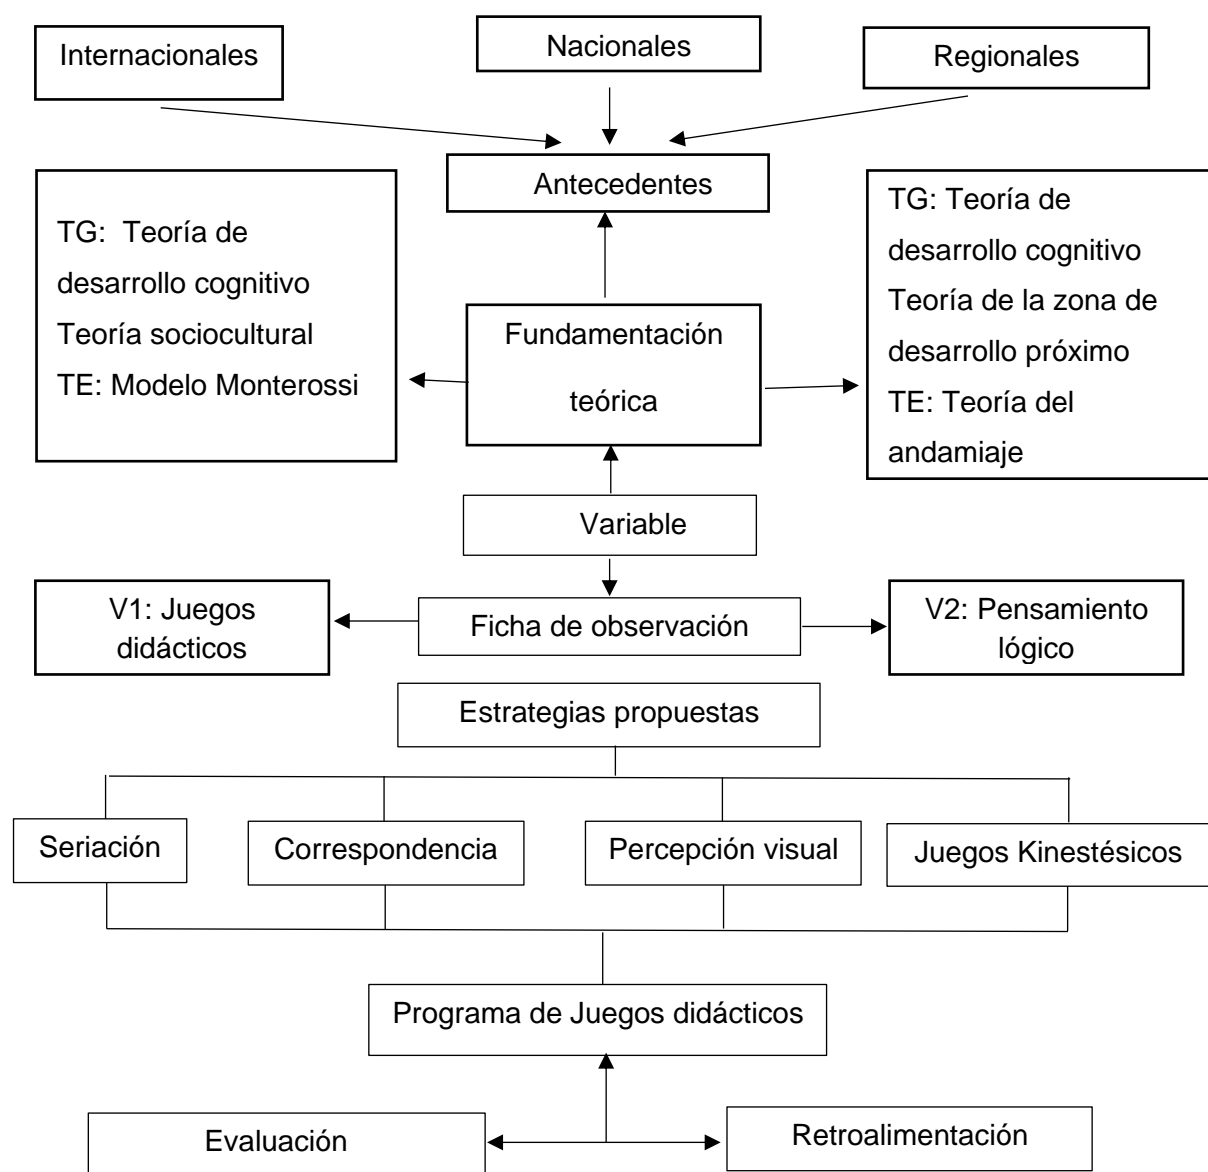 Internacionales
Nacionales
Regionales
Antecedentes
TG: Teoría de
desarrollo cognitivo
Teoría sociocultural
TE: Modelo Monterossi
Fundamentación
teórica
TG: Teoría de
desarrollo cognitivo
Teoría de la zona de
desarrollo próximo
TE: Teoría del
andamiaje
Variable
V1: Juegos
didácticos
Ficha de observación
V2: Pensamiento
lógico
Estrategias propuestas
Seriación
Correspondencia
Percepción visual
Juegos Kinestésicos
Programa de Juegos didácticos
Evaluación
Retroalimentación